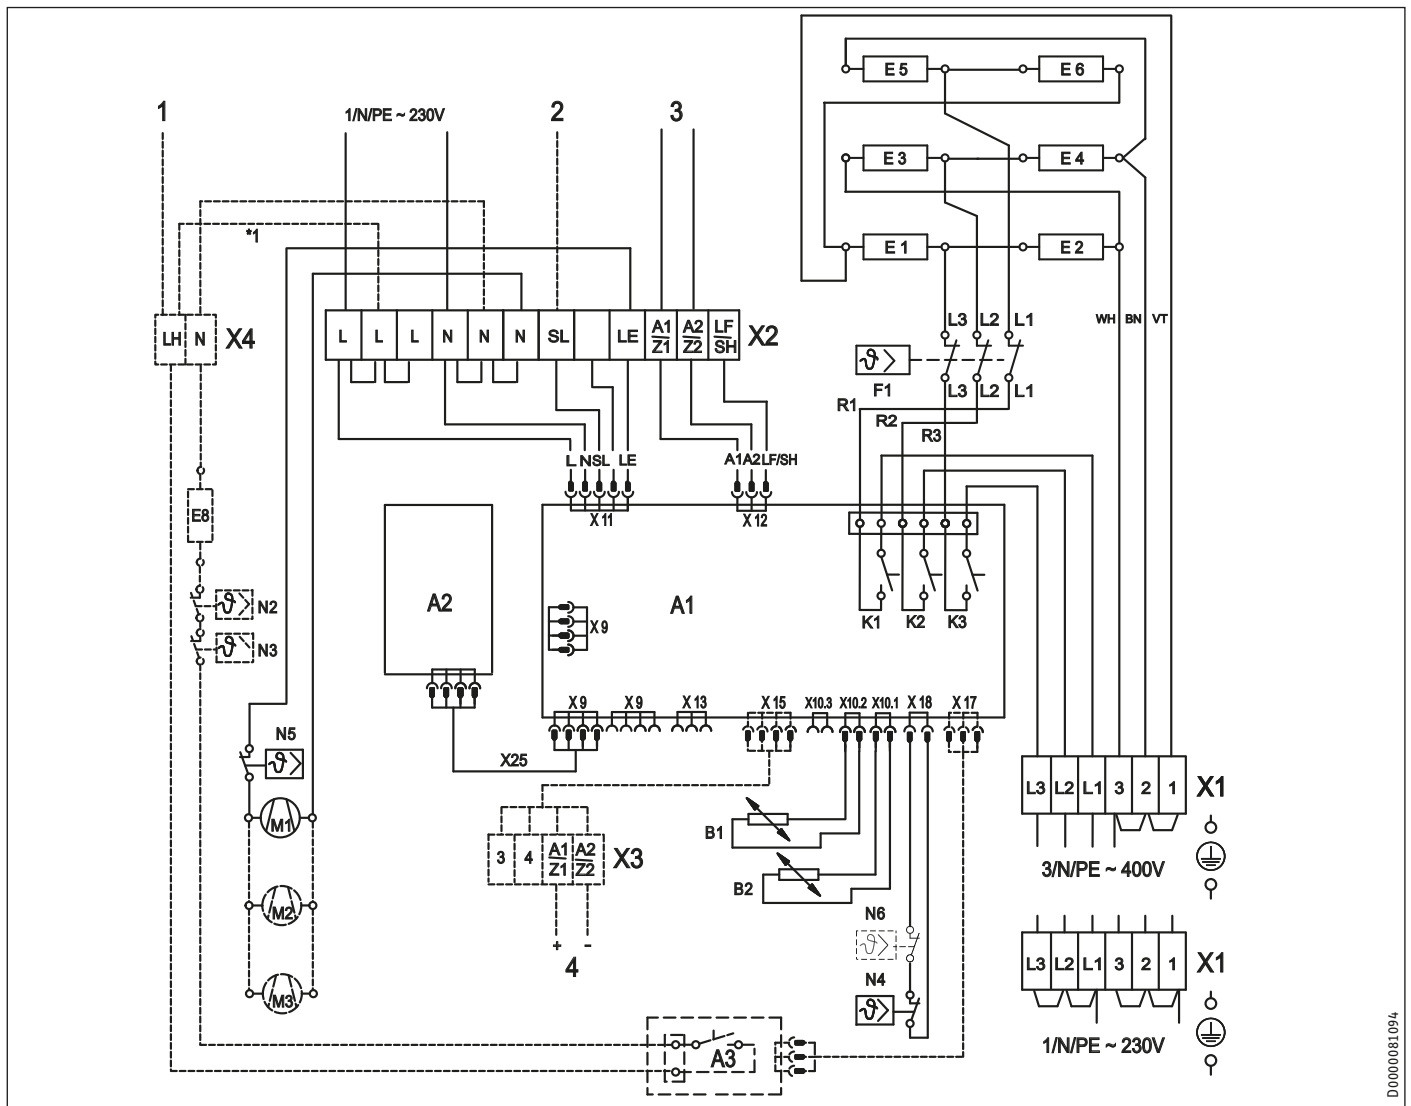 E 5
E 6
1
1/N/PE ~ 230V
2
3
E 3
E 4
*1
E 1
E 2
LH
N
X4
L
L
L
N
N
N
SL
LE
A1
Z1
A2
Z2
LF
SH
X2
L3
L2
L1
WH
BN
VT
F1
L3
L2
L1
R1
R2
R3
L
N
SL
LE
A1
A2
LF/SH
X 11
X 12
E8
A2
A1
X 9
K1
K2
K3
N2
N3
X 9
X 9
X 13
X 15
X10.3
X10.2
X10.1
X 18
X 17
N5
X25
M1
L3
L2
L1
3
2
1
X1
B1
3
4
A1
Z1
A2
Z2
X3
3/N/PE ~ 400V
B2
M2
N6
+
-
4
L3
L2
L1
3
2
1
X1
N4
M3
A3
1/N/PE ~ 230V
D0000081094